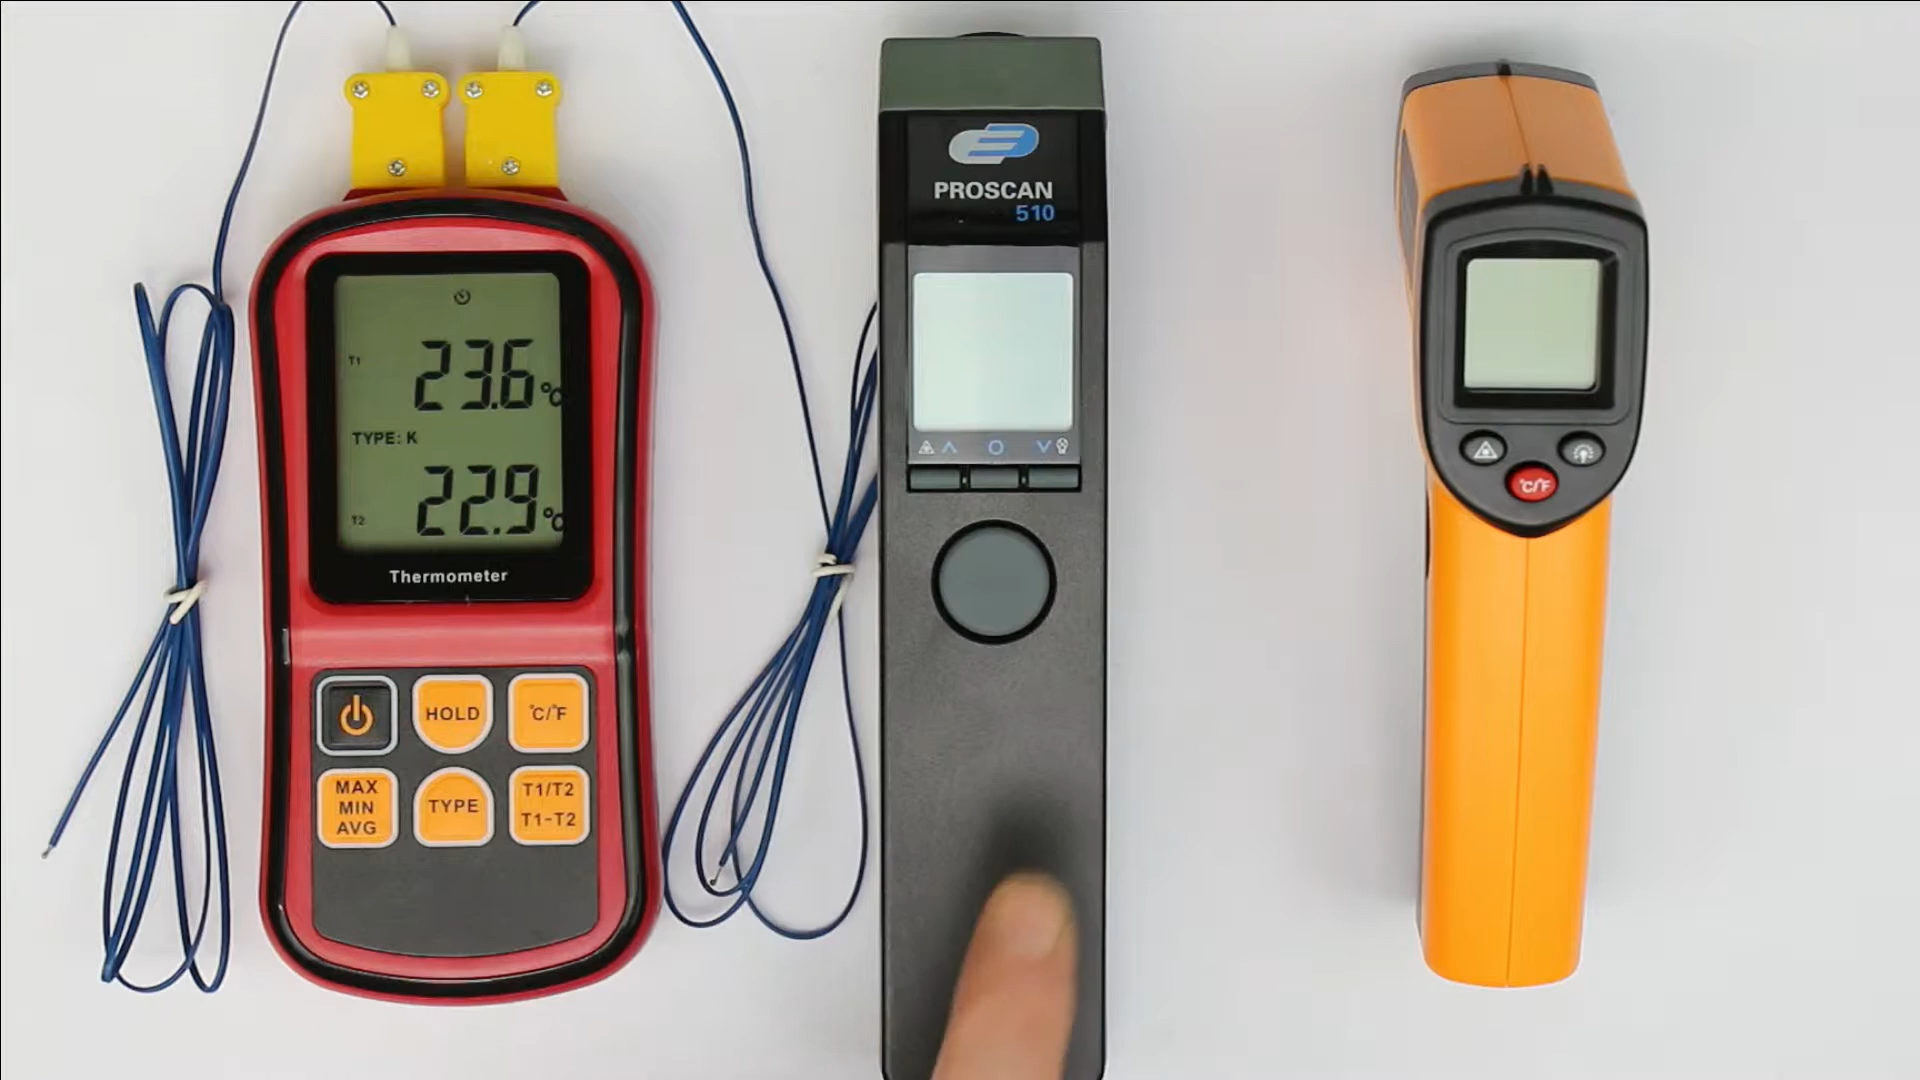 T1
23.6°C
TYPE: K
T2
22.9°C
Thermometer
HOLD
°C/°F
MAX
MIN
AVG
TYPE
T1/T2
T1-T2
PROSCAN
510
°C/°F